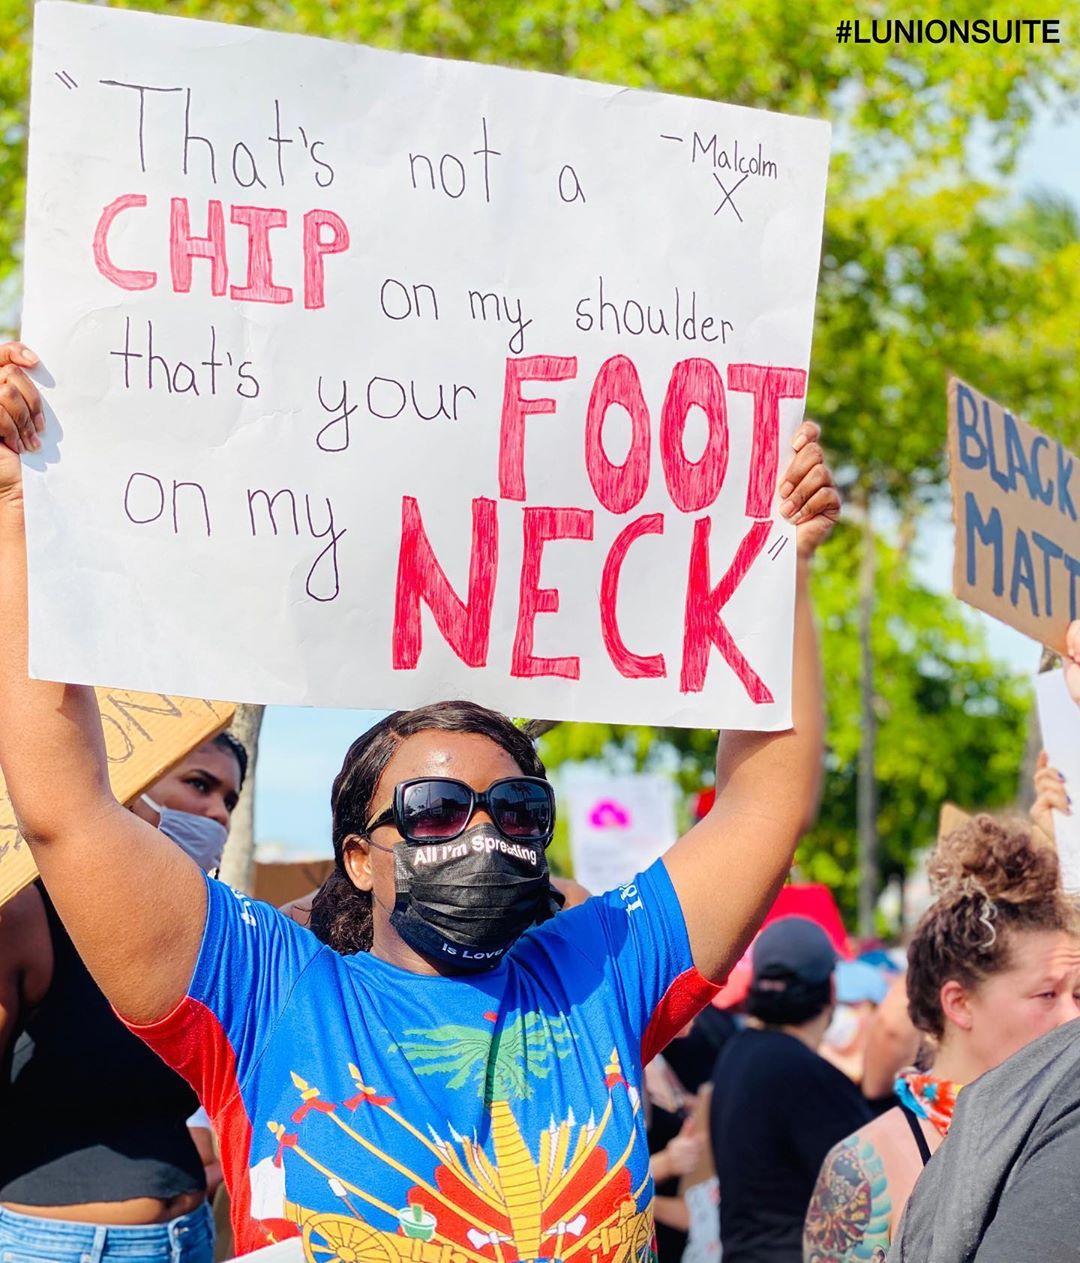 #LUNIONSUITE
"That's not a
- Malcolm
X
CHIP on my shoulder
that's your FOOT
on my NECK"
BLACK
MATT
All I'm Spreading
Is Love